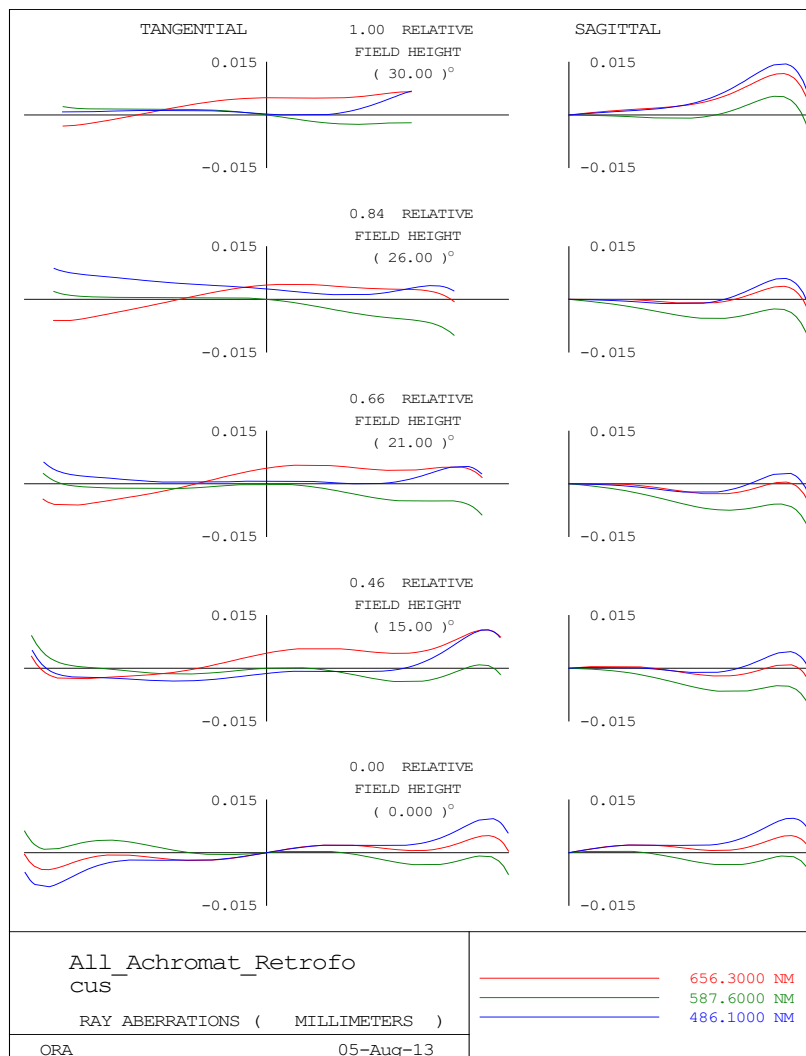 TANGENTIAL 1.00 RELATIVE SAGITTAL
FIELD HEIGHT
0.015 ( 30.00 )° 0.015
-0.015 -0.015
0.84 RELATIVE
FIELD HEIGHT
0.015 ( 26.00 )° 0.015
-0.015 -0.015
0.66 RELATIVE
FIELD HEIGHT
0.015 ( 21.00 )° 0.015
-0.015 -0.015
0.46 RELATIVE
FIELD HEIGHT
0.015 ( 15.00 )° 0.015
-0.015 -0.015
0.00 RELATIVE
FIELD HEIGHT
0.015 ( 0.000 )° 0.015
-0.015 -0.015
All_Achromat_Retrofo
cus
RAY ABERRATIONS ( MILLIMETERS )
ORA 05-Aug-13
656.3000 NM
587.6000 NM
486.1000 NM